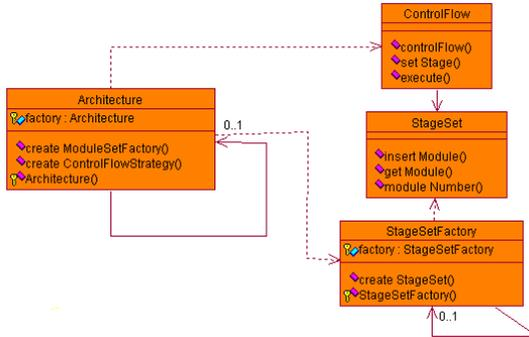 ControlFlow
controlFlow()
set Stage()
execute()
Architecture
factory : Architecture
create ModuleSetFactory()
create ControlFlowStrategy()
Architecture()
0..1
StageSet
insert Module()
get Module()
module Number()
StageSetFactory
factory : StageSetFactory
create StageSet()
StageSetFactory()
0..1